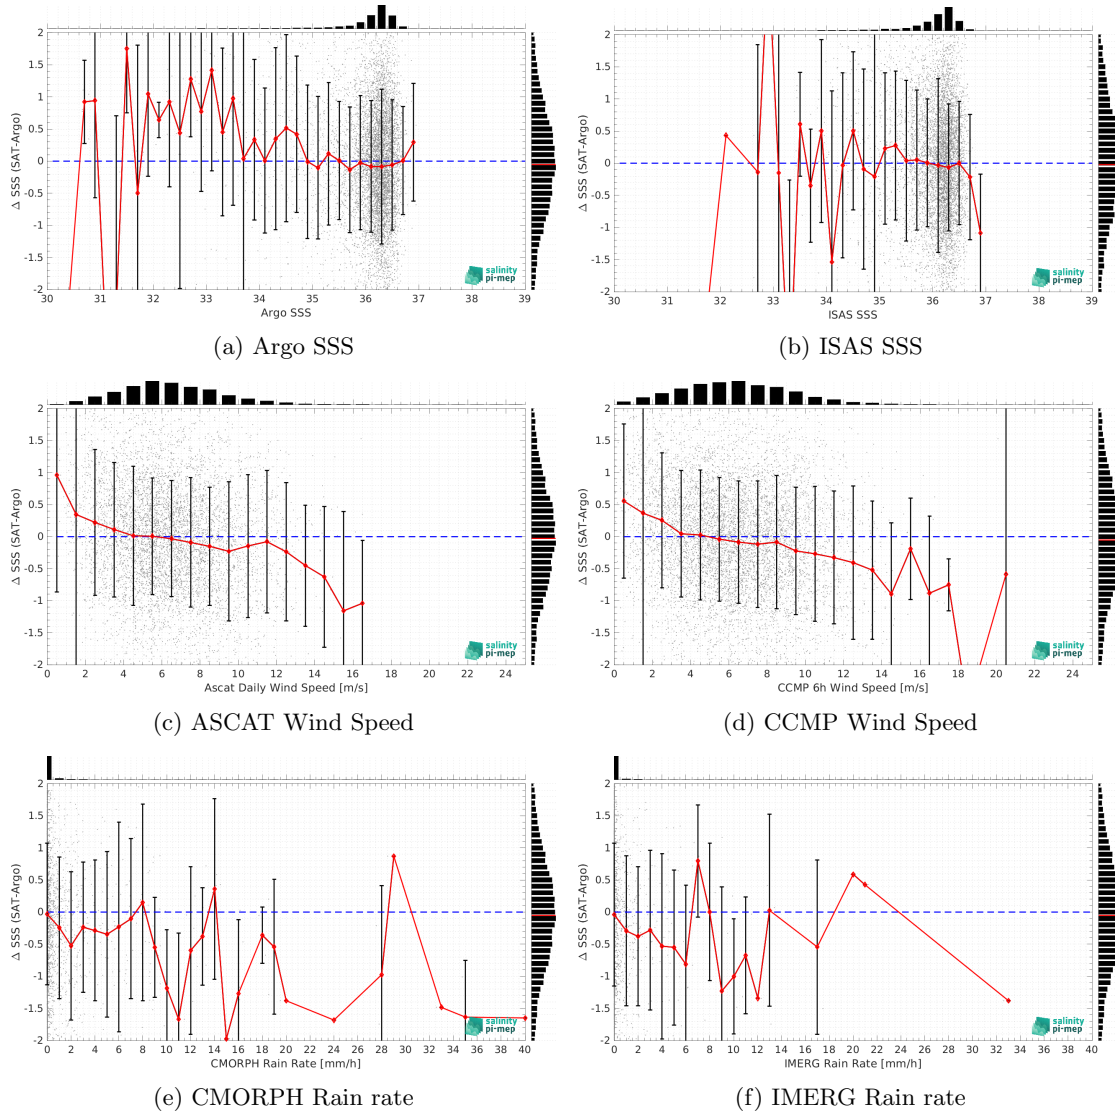 2
1.5
1
0.5
0
-0.5
-1
-1.5
-2
Δ SSS (SAT-Argo)
30 31 32 33 34 35 36 37 38 39
Argo SSS
salinity
pi-mep
(a) Argo SSS
2
1.5
1
0.5
0
-0.5
-1
-1.5
-2
Δ SSS (SAT-Argo)
30 31 32 33 34 35 36 37 38 39
ISAS SSS
salinity
pi-mep
(b) ISAS SSS
2
1.5
1
0.5
0
-0.5
-1
-1.5
-2
Δ SSS (SAT-Argo)
0 2 4 6 8 10 12 14 16 18 20 22 24
Ascat Daily Wind Speed [m/s]
salinity
pi-mep
(c) ASCAT Wind Speed
2
1.5
1
0.5
0
-0.5
-1
-1.5
-2
Δ SSS (SAT-Argo)
0 2 4 6 8 10 12 14 16 18 20 22 24
CCMP 6h Wind Speed [m/s]
salinity
pi-mep
(d) CCMP Wind Speed
2
1.5
1
0.5
0
-0.5
-1
-1.5
-2
Δ SSS (SAT-Argo)
0 2 4 6 8 10 12 14 16 18 20 22 24 26 28 30 32 34 36 38 40
CMORPH Rain Rate [mm/h]
salinity
pi-mep
(e) CMORPH Rain rate
2
1.5
1
0.5
0
-0.5
-1
-1.5
-2
Δ SSS (SAT-Argo)
0 2 4 6 8 10 12 14 16 18 20 22 24 26 28 30 32 34 36 38 40
IMERG Rain Rate [mm/h]
salinity
pi-mep
(f) IMERG Rain rate